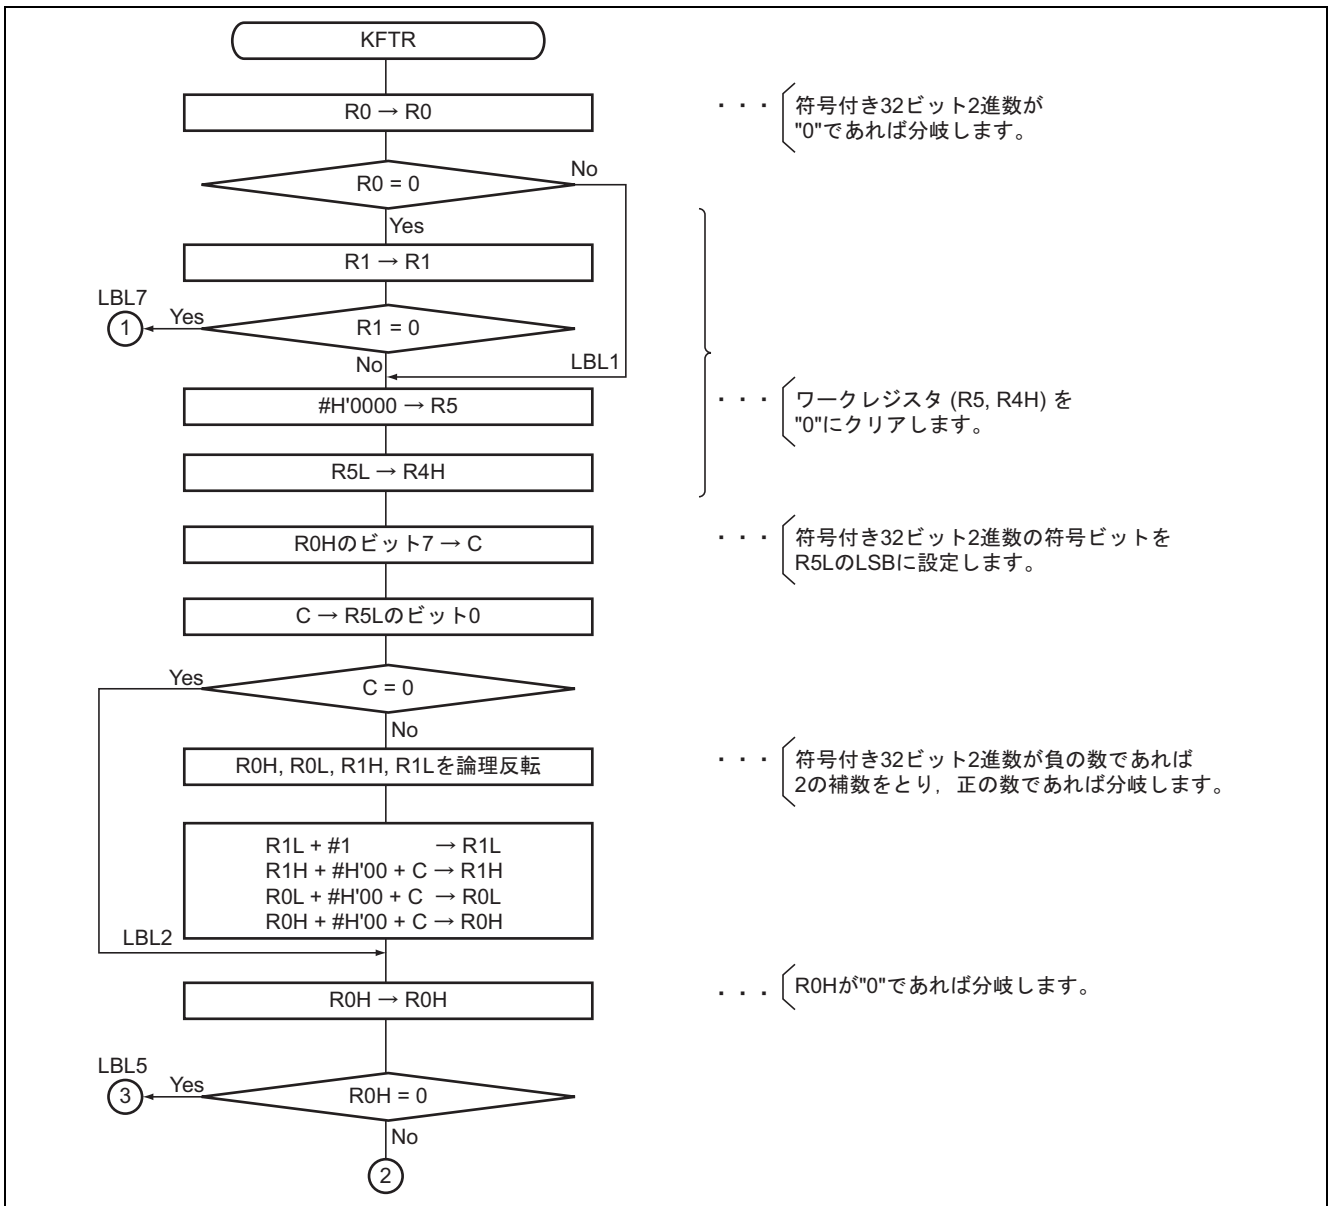 KFTR
R0 → R0
・・・ 符号付き32ビット2進数が
"0"であれば分岐します。
R0 = 0
No
Yes
R1 → R1
LBL7
1
Yes
R1 = 0
No
LBL1
#H'0000 → R5
・・・ ワークレジスタ (R5, R4H) を
"0"にクリアします。
R5L → R4H
R0Hのビット7 → C
・・・ 符号付き32ビット2進数の符号ビットを
R5LのLSBに設定します。
C → R5Lのビット0
Yes
C = 0
No
R0H, R0L, R1H, R1Lを論理反転
・・・ 符号付き32ビット2進数が負の数であれば
2の補数をとり，正の数であれば分岐します。
R1L + #1 → R1L
R1H + #H'00 + C → R1H
R0L + #H'00 + C → R0L
R0H + #H'00 + C → R0H
LBL2
R0H → R0H
・・・ R0Hが"0"であれば分岐します。
LBL5
3
Yes
R0H = 0
No
2